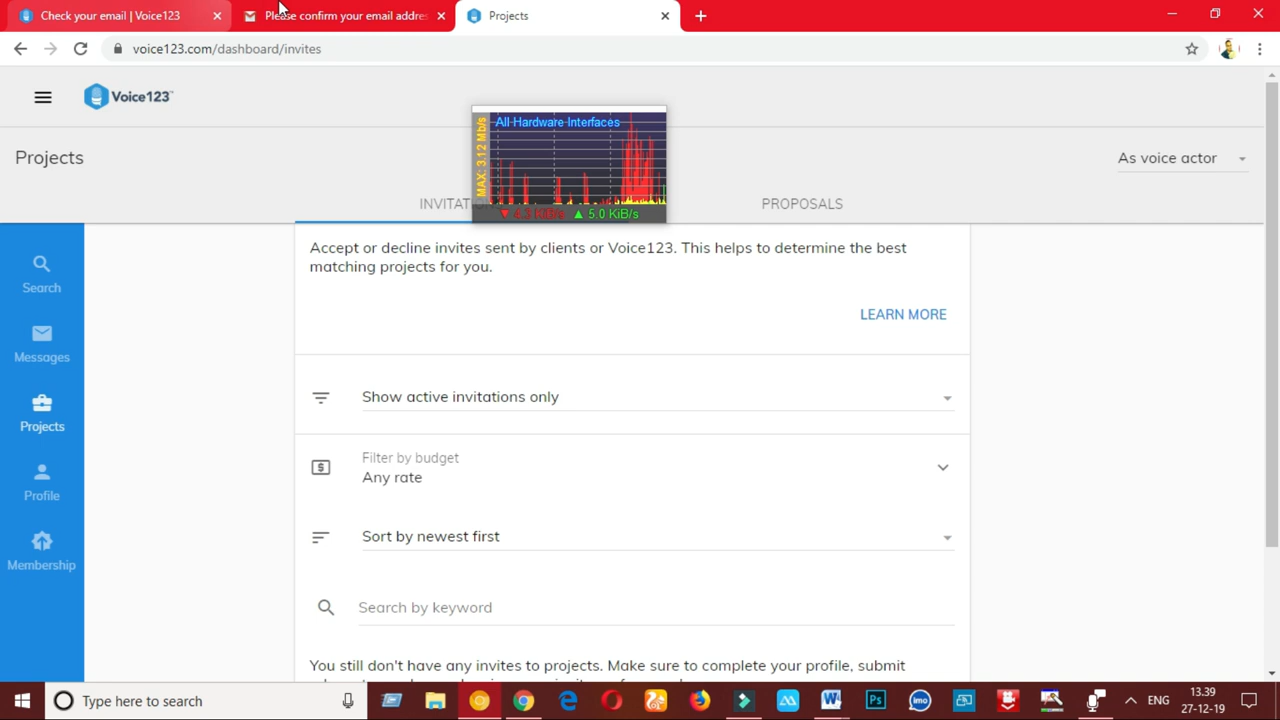 Check your email | Voice123
Please confirm your email addres
Projects
voice123.com/dashboard/invites
Voice123™
All Hardware Interfaces
MAX: 3.12 Mb/s
5.0 KiB/s
Projects
As voice actor
INVITATIONS
PROPOSALS
Search
Messages
Projects
Profile
Membership
Accept or decline invites sent by clients or Voice123. This helps to determine the best
matching projects for you.
LEARN MORE
Show active invitations only
Filter by budget
Any rate
Sort by newest first
Search by keyword
You still don't have any invites to projects. Make sure to complete your profile, submit
Type here to search
W
Ps
imo
ENG
13.39
27-12-19